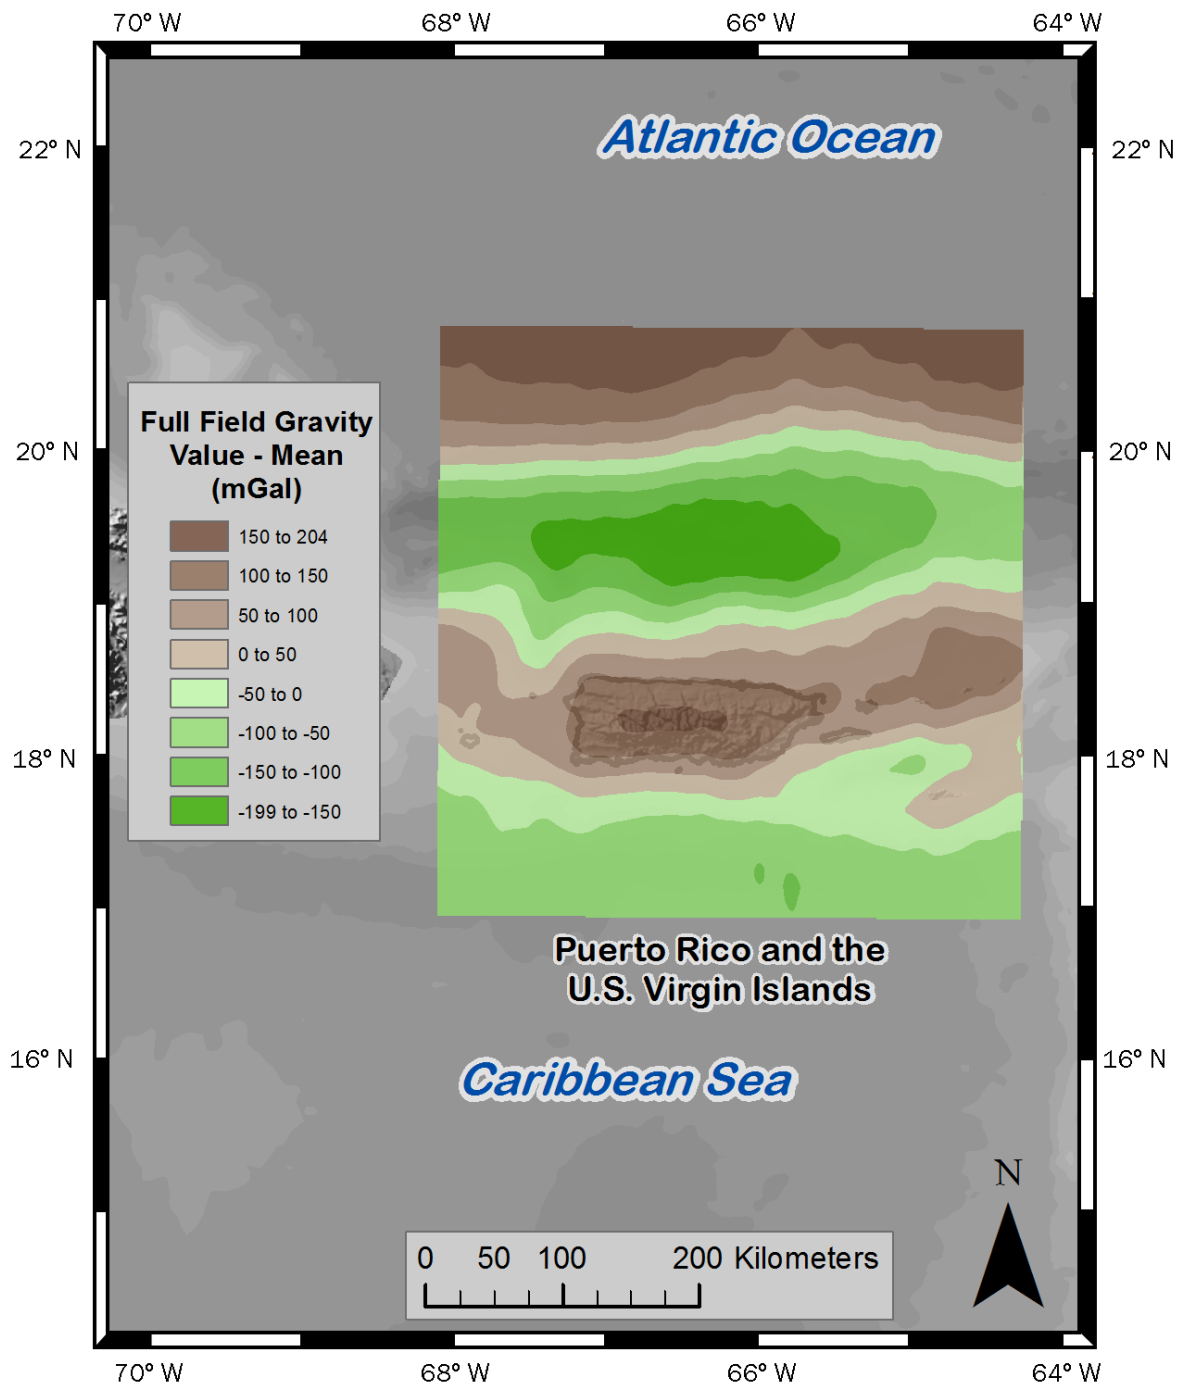 70° W 68° W 66° W 64° W
Atlantic Ocean
22° N 22° N
Full Field Gravity
Value - Mean
(mGal)
150 to 204
100 to 150
50 to 100
0 to 50
-50 to 0
-100 to -50
-150 to -100
-199 to -150
20° N 20° N
18° N 18° N
Puerto Rico and the
U.S. Virgin Islands
16° N 16° N
Caribbean Sea
N
0 50 100 200 Kilometers
70° W 68° W 66° W 64° W